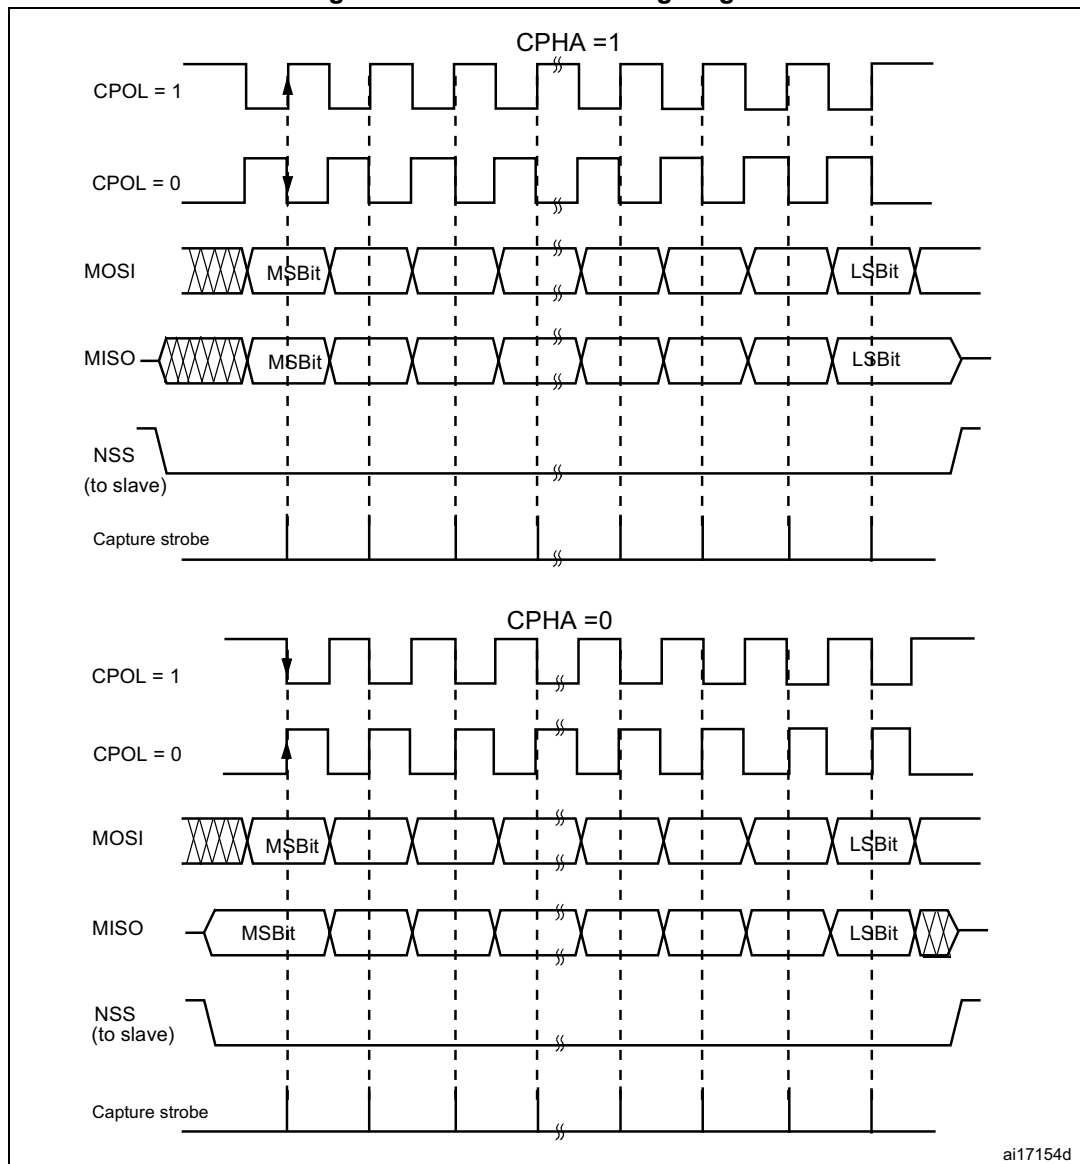 CPHA =1
CPOL = 1
CPOL = 0
MOSI
MSBit
LSBit
MISO
MSBit
LSBit
NSS
(to slave)
Capture strobe
CPHA =0
CPOL = 1
CPOL = 0
MOSI
MSBit
LSBit
MISO
MSBit
LSBit
NSS
(to slave)
Capture strobe
ai17154d